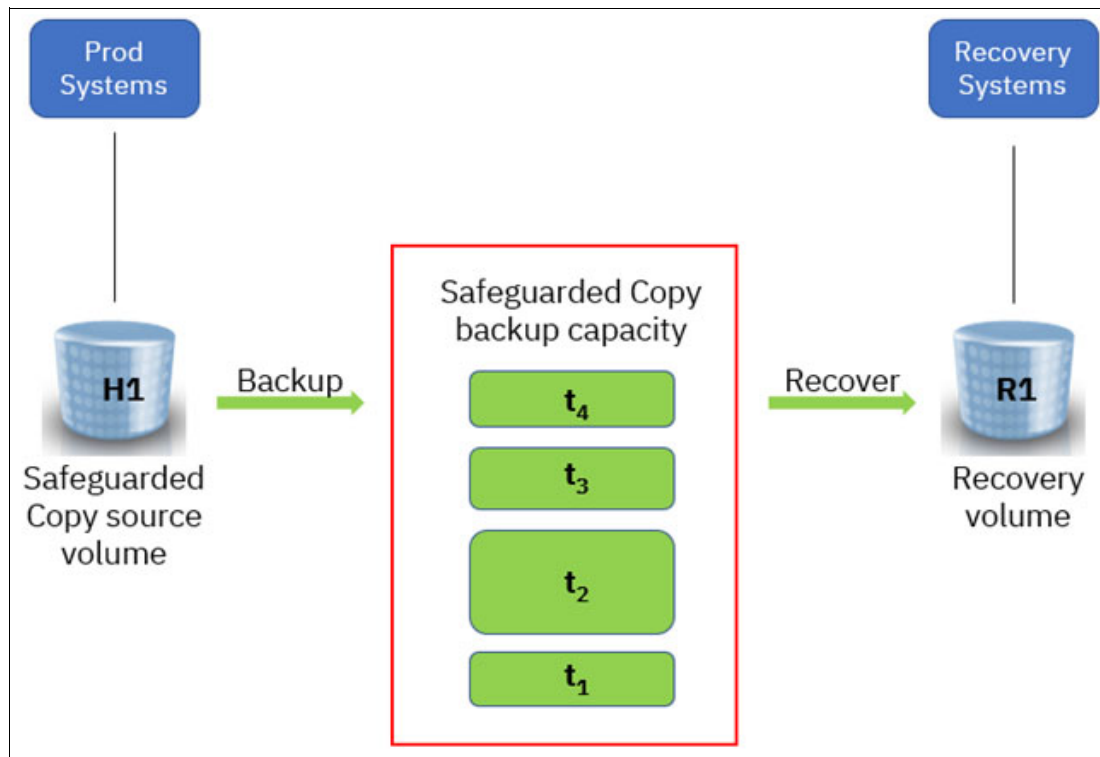 Prod
Systems
Recovery
Systems
Safeguarded Copy
backup capacity
H1
Backup
t₄
Recover
R1
t₃
Safeguarded
Copy source
volume
Recovery
volume
t₂
t₁